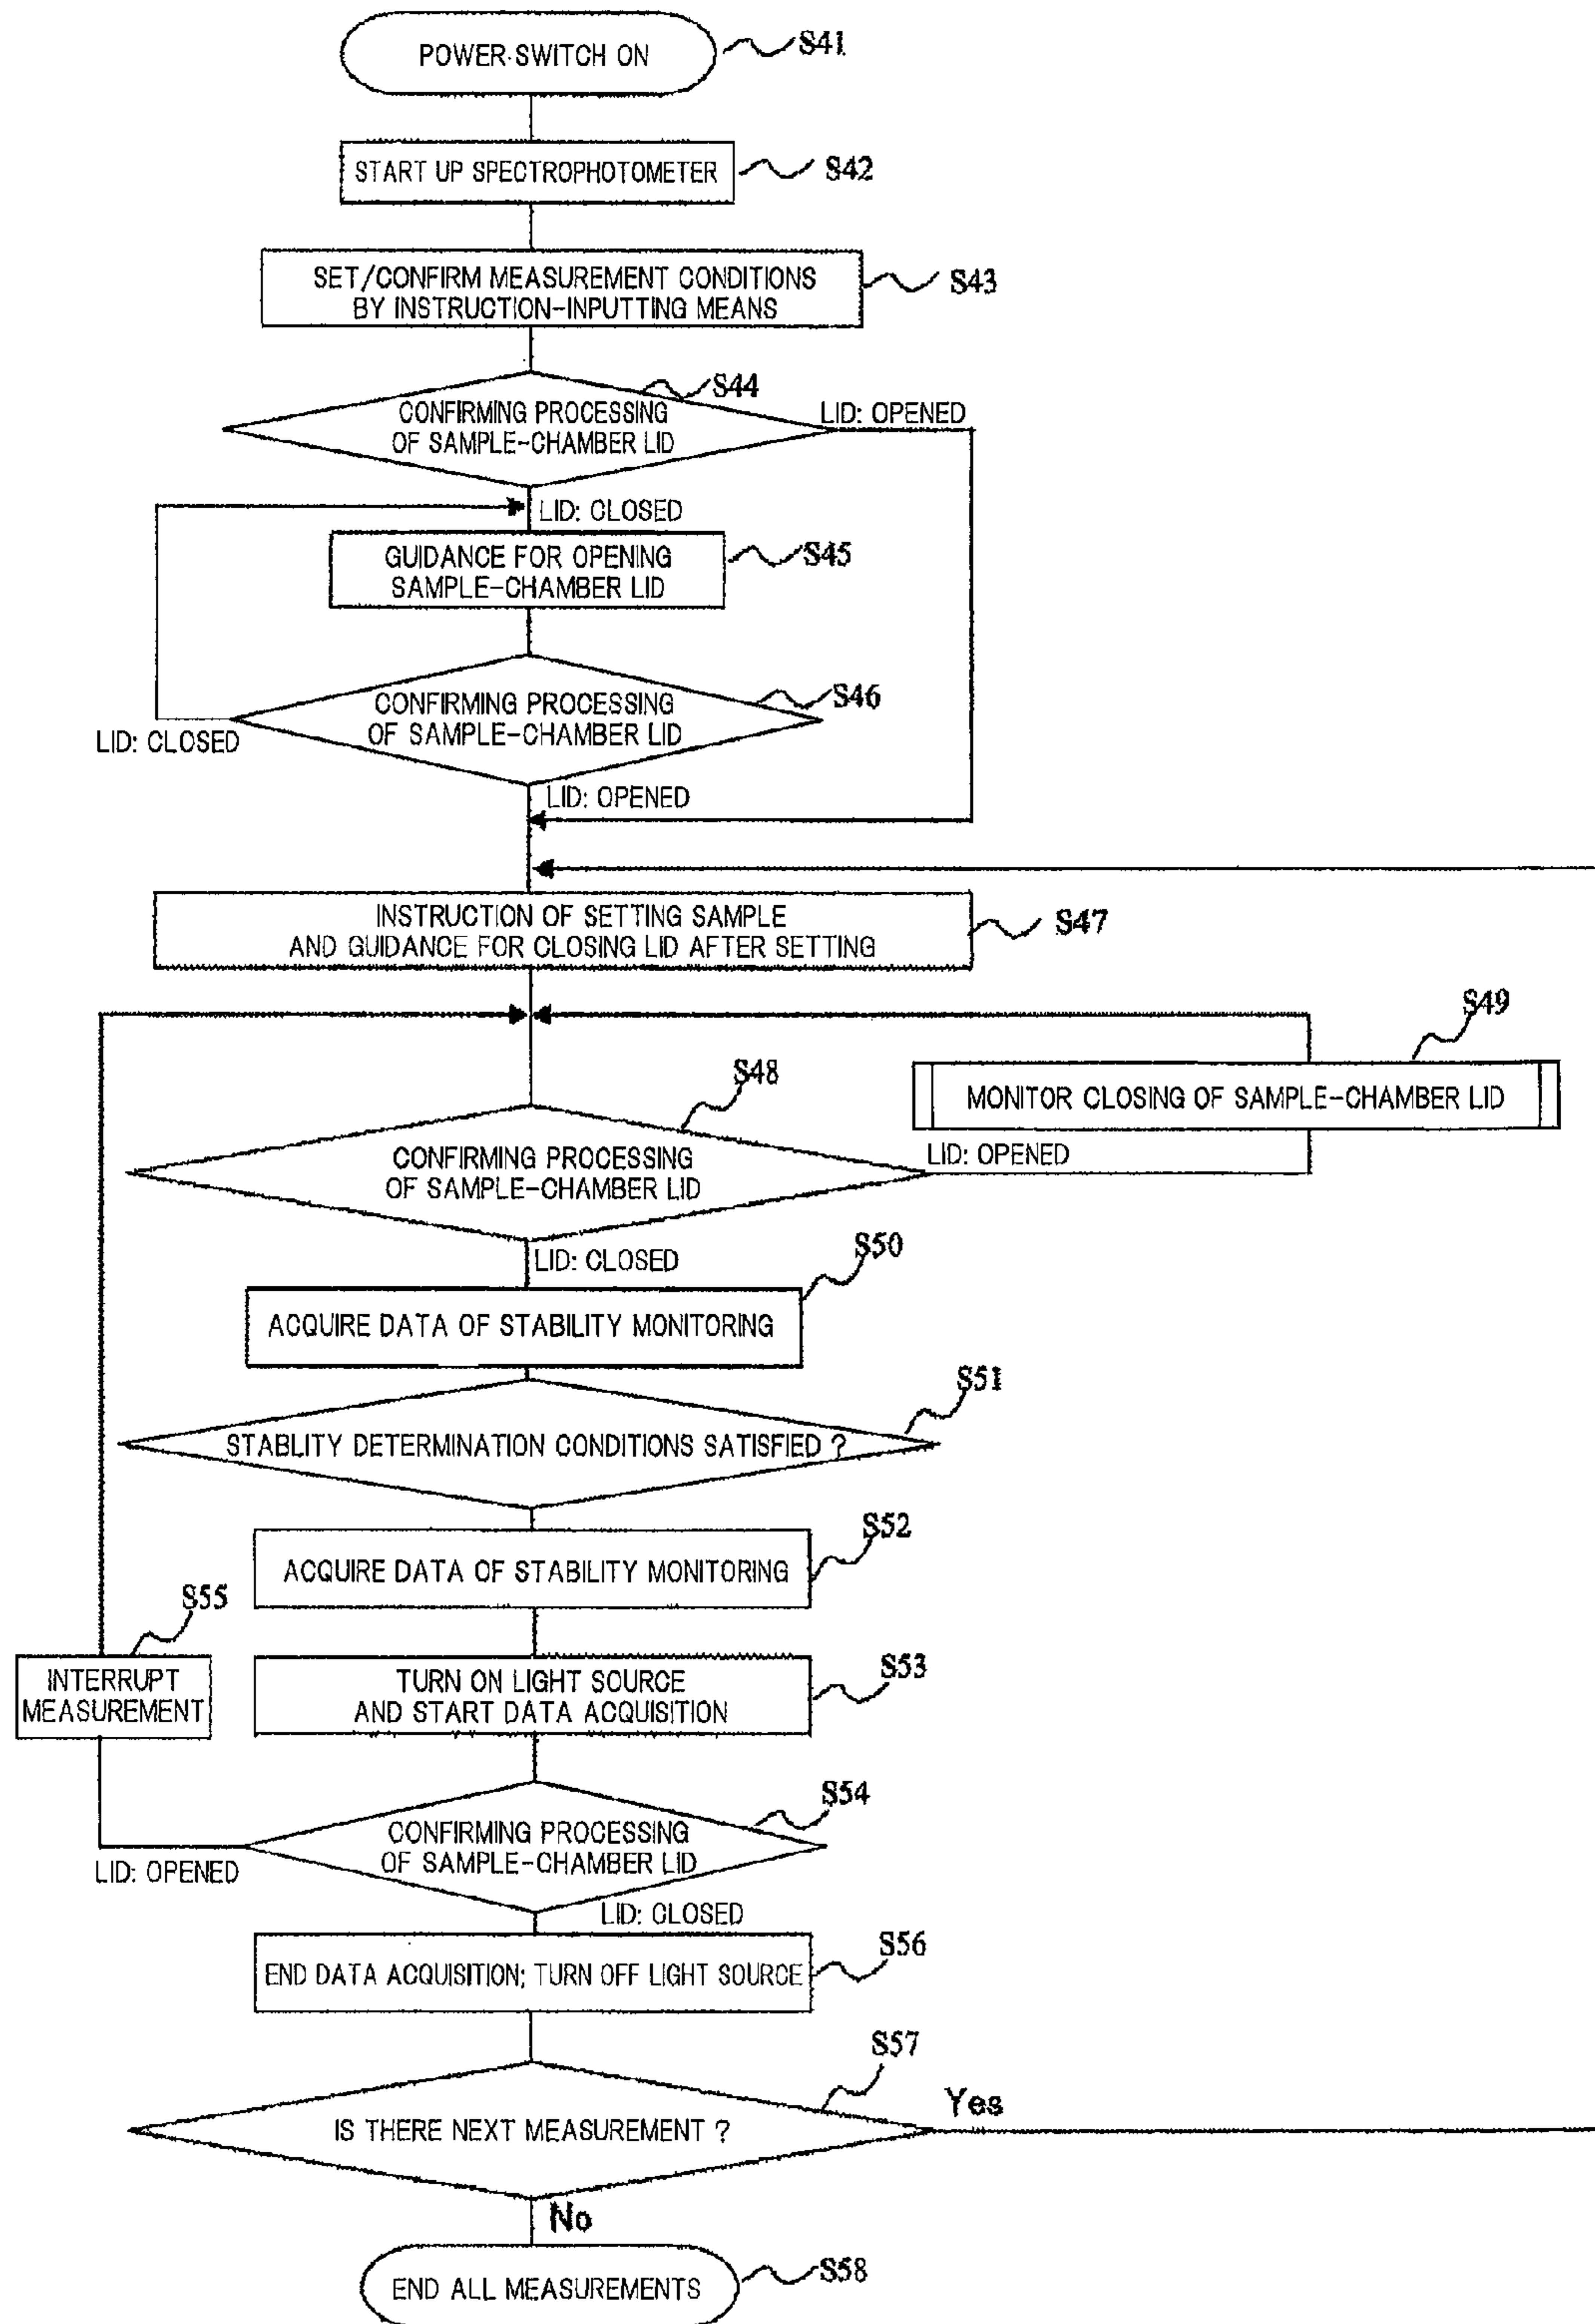 POWER SWITCH ON
S41
START UP SPECTROPHOTOMETER
S42
SET/CONFIRM MEASUREMENT CONDITIONS
BY INSTRUCTION-INPUTTING MEANS
S43
S44
CONFIRMING PROCESSING
OF SAMPLE-CHAMBER LID
LID: OPENED
LID: CLOSED
GUIDANCE FOR OPENING
SAMPLE-CHAMBER LID
S45
CONFIRMING PROCESSING
OF SAMPLE-CHAMBER LID
S46
LID: CLOSED
LID: OPENED
INSTRUCTION OF SETTING SAMPLE
AND GUIDANCE FOR CLOSING LID AFTER SETTING
S47
S49
MONITOR CLOSING OF SAMPLE-CHAMBER LID
S48
CONFIRMING PROCESSING
OF SAMPLE-CHAMBER LID
LID: OPENED
LID: CLOSED
S50
ACQUIRE DATA OF STABILITY MONITORING
S51
STABLITY DETERMINATION CONDITIONS SATISFIED ?
S52
ACQUIRE DATA OF STABILITY MONITORING
S55
INTERRUPT
MEASUREMENT
TURN ON LIGHT SOURCE
AND START DATA ACQUISITION
S53
S54
CONFIRMING PROCESSING
OF SAMPLE-CHAMBER LID
LID: OPENED
LID: CLOSED
S56
END DATA ACQUISITION; TURN OFF LIGHT SOURCE
S57
IS THERE NEXT MEASUREMENT ?
Yes
No
END ALL MEASUREMENTS
S58